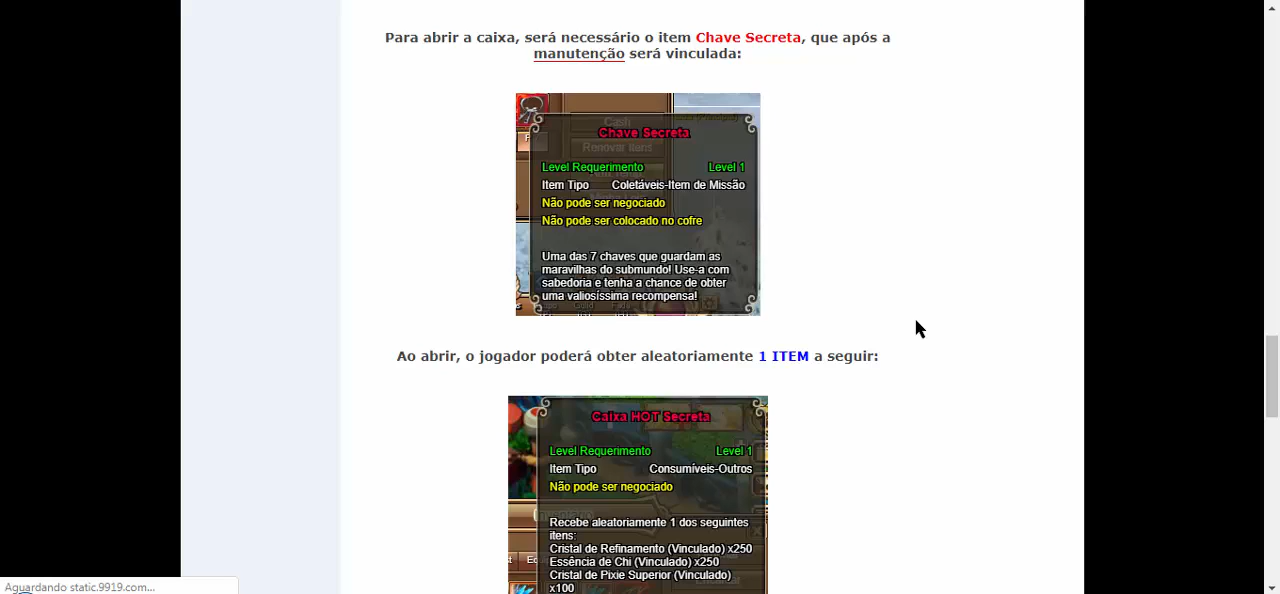 Para abrir a caixa, será necessário o item Chave Secreta, que após a
manutenção será vinculada:
Cash
Renovar Itens
Chave Secreta
Level Requerimento Level 1
Item Tipo Coletáveis-Item de Missão
Não pode ser negociado
Não pode ser colocado no cofre
Uma das 7 chaves que guardam as
maravilhas do submundo! Use-a com
sabedoria e tenha a chance de obter
uma valiosíssima recompensa!
Ao abrir, o jogador poderá obter aleatoriamente 1 ITEM a seguir:
Caixa HOT Secreta
Level Requerimento Level 1
Item Tipo Consumíveis-Outros
Não pode ser negociado
Recebe aleatoriamente 1 dos seguintes
itens:
Cristal de Refinamento (Vinculado) x250
Essência de Chi (Vinculado) x250
Cristal de Pixie Superior (Vinculado)
x100
Aguardando static.9919.com...